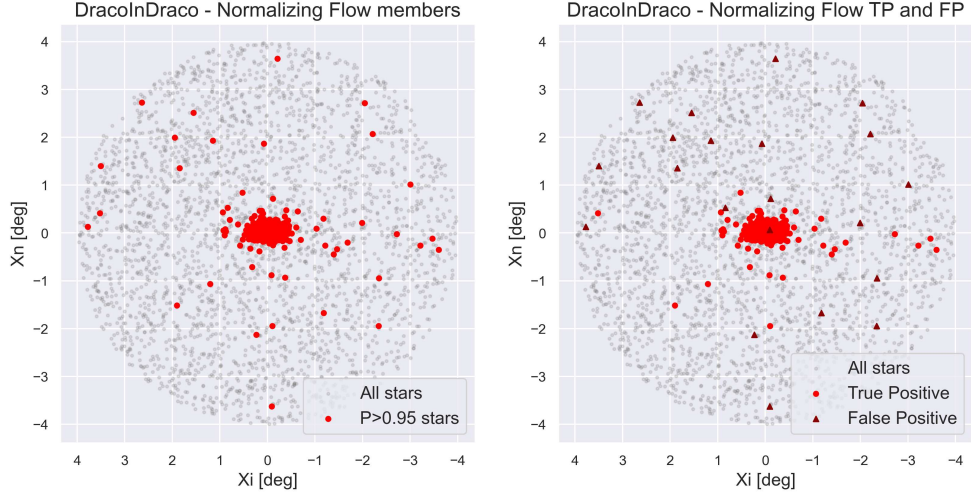 DracoInDraco - Normalizing Flow members
4
3
2
1
0
−1
−2
−3
−4
Xn [deg]
4 3 2 1 0 −1 −2 −3 −4
Xi [deg]
All stars
P>0.95 stars
DracoInDraco - Normalizing Flow TP and FP
4
3
2
1
0
−1
−2
−3
−4
Xn [deg]
4 3 2 1 0 −1 −2 −3 −4
Xi [deg]
All stars
True Positive
False Positive